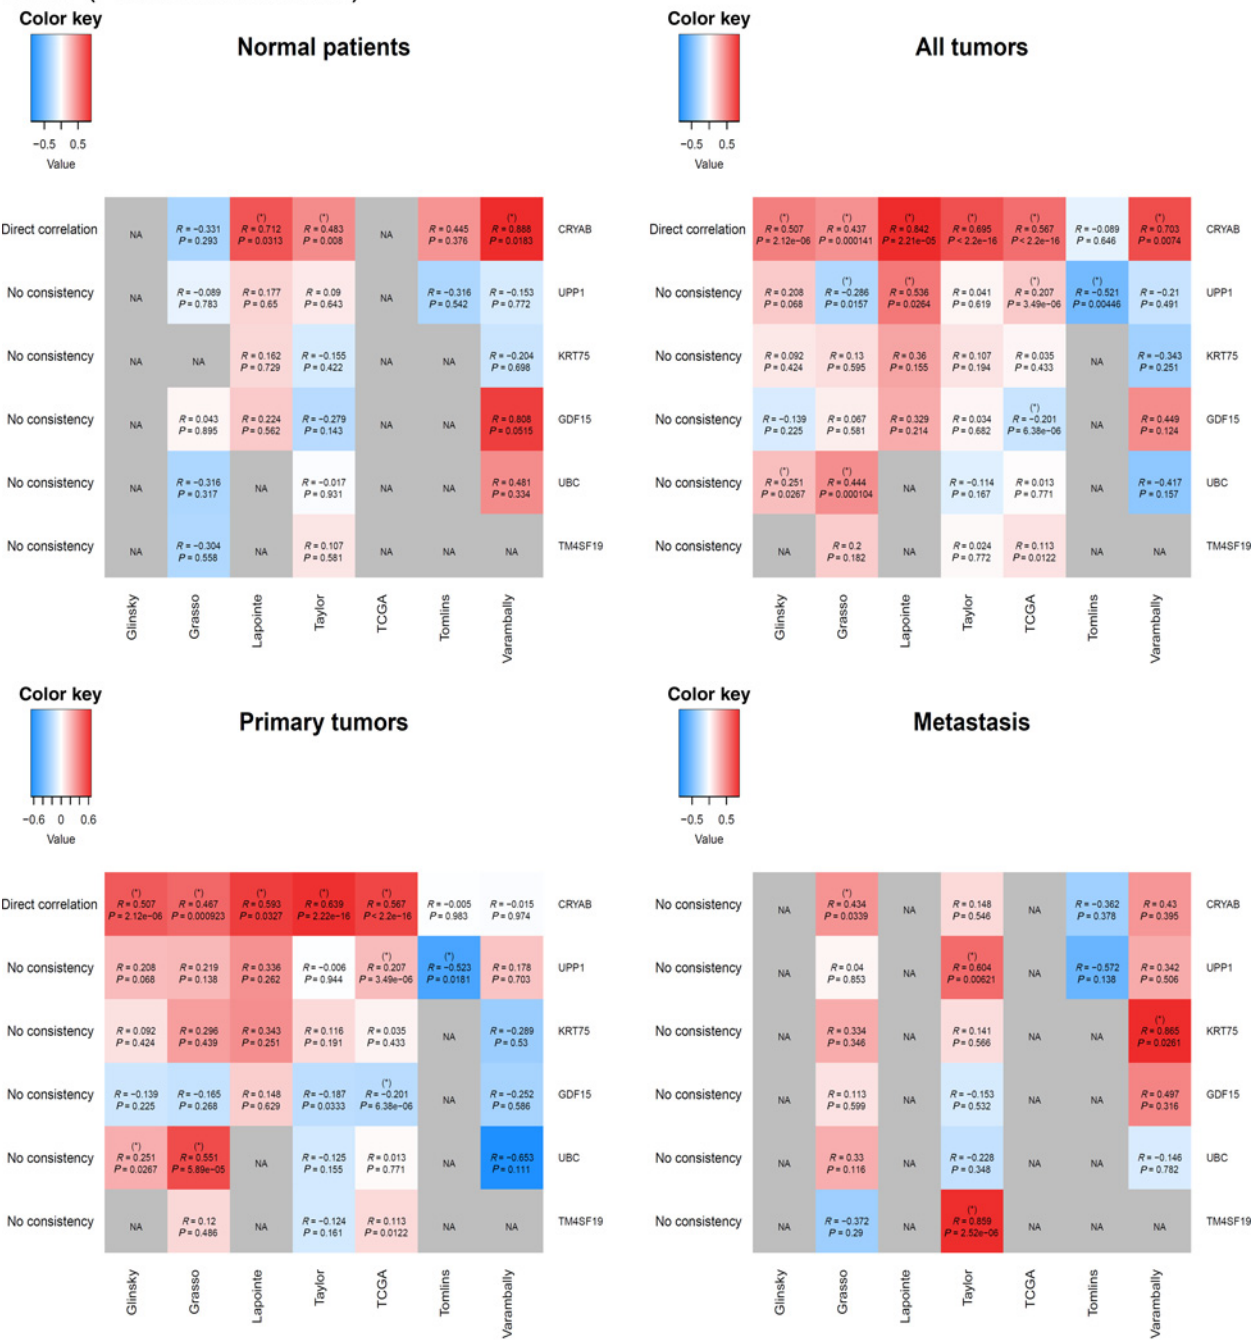 Color key
Normal patients
−0.5 0.5
Value
Direct correlation
NA
R = −0.331
P = 0.293
(*)
R = 0.712
P = 0.0313
(*)
R = 0.483
P = 0.008
NA
R = 0.445
P = 0.376
(*)
R = 0.888
P = 0.0183
CRYAB
No consistency
NA
R = −0.089
P = 0.783
R = 0.177
P = 0.65
R = 0.09
P = 0.643
NA
R = −0.316
P = 0.542
R = −0.153
P = 0.772
UPP1
No consistency
NA
NA
R = 0.162
P = 0.729
R = −0.155
P = 0.422
NA
NA
R = −0.204
P = 0.698
KRT75
No consistency
NA
R = 0.043
P = 0.895
R = 0.224
P = 0.562
R = −0.279
P = 0.143
NA
NA
R = 0.808
P = 0.0515
GDF15
No consistency
NA
R = −0.316
P = 0.317
NA
R = −0.017
P = 0.931
NA
NA
R = 0.481
P = 0.334
UBC
No consistency
NA
R = −0.304
P = 0.558
NA
R = 0.107
P = 0.581
NA
NA
NA
TM4SF19
Glinsky
Grasso
Lapointe
Taylor
TCGA
Tomlins
Varambally
Color key
All tumors
−0.5 0.5
Value
Direct correlation
(*)
R = 0.507
P = 2.12e−06
(*)
R = 0.437
P = 0.000141
(*)
R = 0.842
P = 2.21e−05
(*)
R = 0.695
P < 2.2e−16
(*)
R = 0.567
P < 2.2e−16
R = −0.089
P = 0.646
(*)
R = 0.703
P = 0.0074
CRYAB
No consistency
R = 0.208
P = 0.068
(*)
R = −0.286
P = 0.0157
(*)
R = 0.536
P = 0.0264
R = 0.041
P = 0.619
(*)
R = 0.207
P = 3.49e−06
(*)
R = −0.521
P = 0.00446
R = −0.21
P = 0.491
UPP1
No consistency
R = 0.092
P = 0.424
R = 0.13
P = 0.595
R = 0.36
P = 0.155
R = 0.107
P = 0.194
R = 0.035
P = 0.433
NA
R = −0.343
P = 0.251
KRT75
No consistency
R = −0.139
P = 0.225
R = 0.067
P = 0.581
R = 0.329
P = 0.214
R = 0.034
P = 0.682
(*)
R = −0.201
P = 6.38e−06
NA
R = 0.449
P = 0.124
GDF15
No consistency
(*)
R = 0.251
P = 0.0267
(*)
R = 0.444
P = 0.000104
NA
R = −0.114
P = 0.167
R = 0.013
P = 0.771
NA
R = −0.417
P = 0.157
UBC
No consistency
NA
R = 0.2
P = 0.182
NA
R = 0.024
P = 0.772
R = 0.113
P = 0.0122
NA
NA
TM4SF19
Glinsky
Grasso
Lapointe
Taylor
TCGA
Tomlins
Varambally
Color key
Primary tumors
−0.6 0 0.6
Value
Direct correlation
(*)
R = 0.507
P = 2.12e−06
(*)
R = 0.467
P = 0.000923
(*)
R = 0.593
P = 0.0327
(*)
R = 0.639
P = 2.22e−16
(*)
R = 0.567
P < 2.2e−16
R = −0.005
P = 0.983
R = −0.015
P = 0.974
CRYAB
No consistency
R = 0.208
P = 0.068
R = 0.219
P = 0.138
R = 0.336
P = 0.262
R = −0.006
P = 0.944
(*)
R = 0.207
P = 3.49e−06
(*)
R = −0.523
P = 0.0181
R = 0.178
P = 0.703
UPP1
No consistency
R = 0.092
P = 0.424
R = 0.296
P = 0.439
R = 0.343
P = 0.251
R = 0.116
P = 0.191
R = 0.035
P = 0.433
NA
R = −0.289
P = 0.53
KRT75
No consistency
R = −0.139
P = 0.225
R = −0.165
P = 0.268
R = 0.148
P = 0.629
R = −0.187
P = 0.0333
(*)
R = −0.201
P = 6.38e−06
NA
R = −0.252
P = 0.586
GDF15
No consistency
(*)
R = 0.251
P = 0.0267
(*)
R = 0.551
P = 5.89e−05
NA
R = −0.125
P = 0.155
R = 0.013
P = 0.771
NA
R = −0.653
P = 0.111
UBC
No consistency
NA
R = 0.12
P = 0.486
NA
R = −0.124
P = 0.161
R = 0.113
P = 0.0122
NA
NA
TM4SF19
Glinsky
Grasso
Lapointe
Taylor
TCGA
Tomlins
Varambally
Color key
Metastasis
−0.5 0.5
Value
No consistency
NA
(*)
R = 0.434
P = 0.0339
NA
R = 0.148
P = 0.546
NA
R = −0.362
P = 0.378
R = 0.43
P = 0.395
CRYAB
No consistency
NA
R = 0.04
P = 0.853
NA
(*)
R = 0.604
P = 0.00621
NA
R = −0.572
P = 0.138
R = 0.342
P = 0.506
UPP1
No consistency
NA
R = 0.334
P = 0.346
NA
R = 0.141
P = 0.566
NA
NA
(*)
R = 0.865
P = 0.0261
KRT75
No consistency
NA
R = 0.113
P = 0.599
NA
R = −0.153
P = 0.532
NA
NA
R = 0.497
P = 0.316
GDF15
No consistency
NA
R = 0.33
P = 0.116
NA
R = −0.228
P = 0.348
NA
NA
R = −0.146
P = 0.782
UBC
No consistency
NA
R = −0.372
P = 0.29
NA
(*)
R = 0.859
P = 2.52e−06
NA
NA
NA
TM4SF19
Glinsky
Grasso
Lapointe
Taylor
TCGA
Tomlins
Varambally